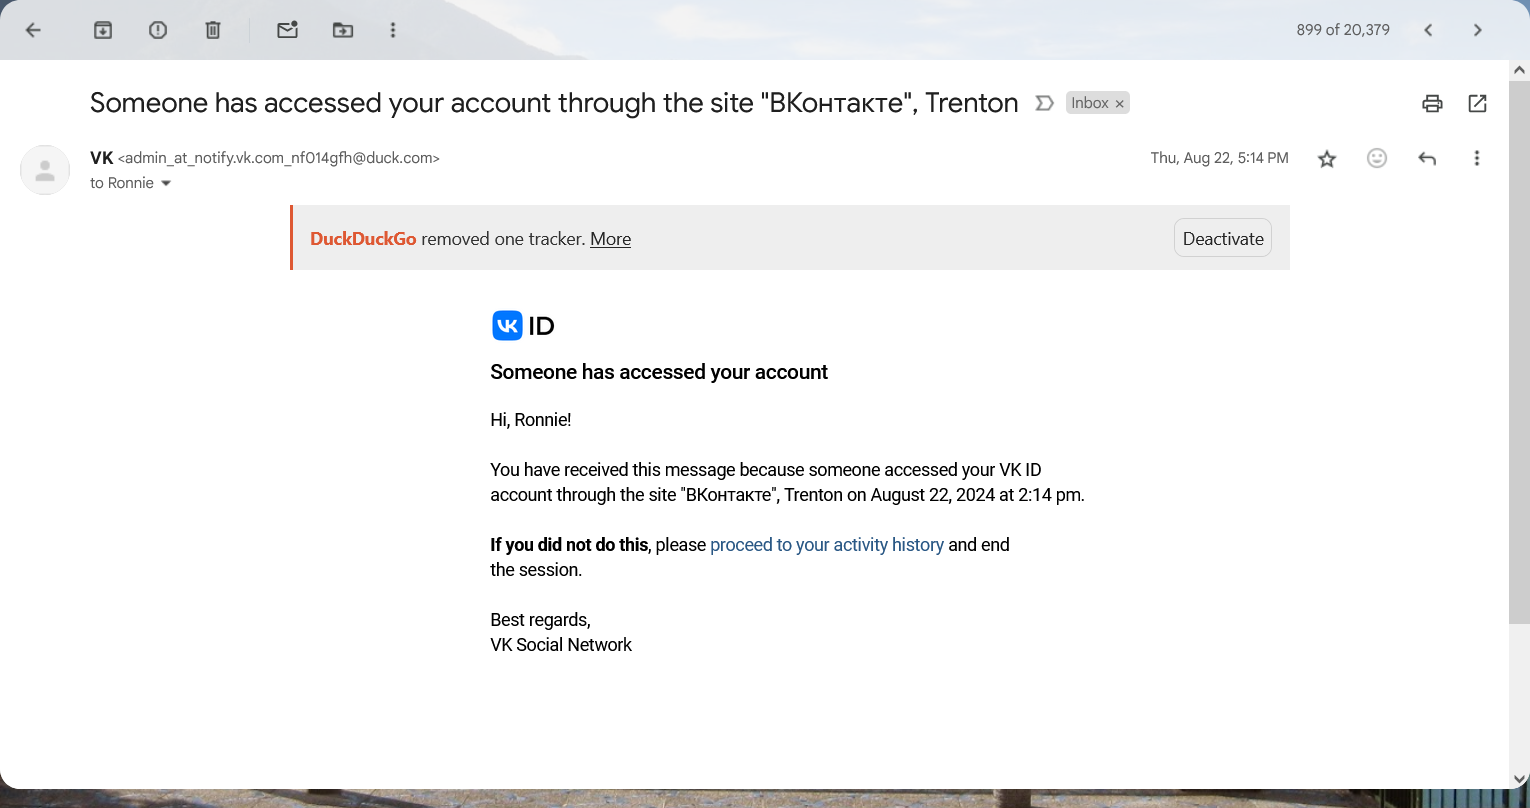 899 of 20,379
Someone has accessed your account through the site "ВКонтакте", Trenton Inbox ×
VK <admin_at_notify.vk.com_nf014gfh@duck.com> Thu, Aug 22, 5:14 PM
to Ronnie
DuckDuckGo removed one tracker. More Deactivate
VK ID
Someone has accessed your account
Hi, Ronnie!
You have received this message because someone accessed your VK ID
account through the site "ВКонтакте", Trenton on August 22, 2024 at 2:14 pm.
If you did not do this, please proceed to your activity history and end
the session.
Best regards,
VK Social Network